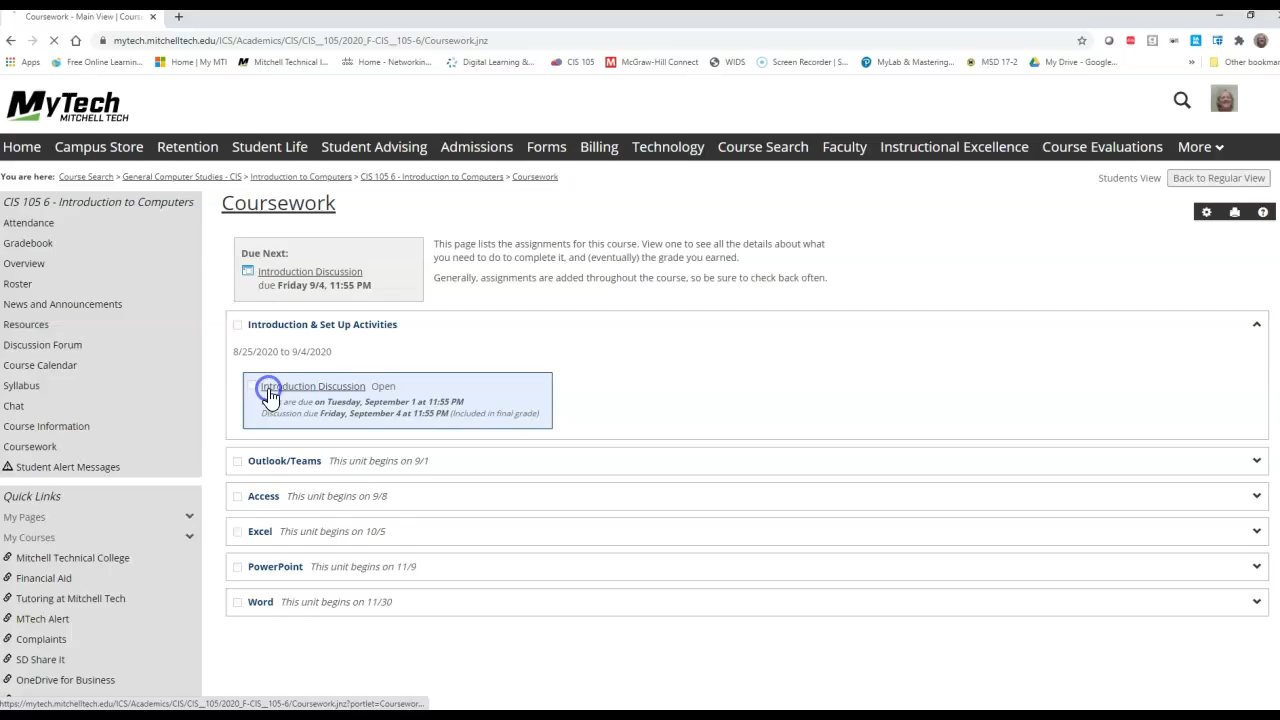 Coursework - Main View | Cours
mytech.mitchelltech.edu/ICS/Academics/CIS/CIS__105/2020_F-CIS__105-6/Coursework.jnz
Apps Free Online Learnin... Home | My MTI Mitchell Technical I... Home - Networkin... Digital Learning &... CIS 105 McGraw-Hill Connect WIDS Screen Recorder | S... MyLab & Mastering... MSD 17-2 My Drive - Google... » Other bookmar
MyTech
MITCHELL TECH
Home Campus Store Retention Student Life Student Advising Admissions Forms Billing Technology Course Search Faculty Instructional Excellence Course Evaluations More
You are here: Course Search > General Computer Studies - CIS > Introduction to Computers > CIS 105 6 - Introduction to Computers > Coursework
Students View Back to Regular View
CIS 105 6 - Introduction to Computers
Attendance
Gradebook
Overview
Roster
News and Announcements
Resources
Discussion Forum
Course Calendar
Syllabus
Chat
Course Information
Coursework
Student Alert Messages
Quick Links
My Pages
My Courses
Mitchell Technical College
Financial Aid
Tutoring at Mitchell Tech
MTech Alert
Complaints
SD Share It
OneDrive for Business
Coursework
Due Next:
Introduction Discussion
due Friday 9/4, 11:55 PM
This page lists the assignments for this course. View one to see all the details about what
you need to do to complete it, and (eventually) the grade you earned.
Generally, assignments are added throughout the course, so be sure to check back often.
Introduction & Set Up Activities
8/25/2020 to 9/4/2020
Introduction Discussion Open
are due on Tuesday, September 1 at 11:55 PM
Discussion due Friday, September 4 at 11:55 PM (Included in final grade)
Outlook/Teams This unit begins on 9/1
Access This unit begins on 9/8
Excel This unit begins on 10/5
PowerPoint This unit begins on 11/9
Word This unit begins on 11/30
https://mytech.mitchelltech.edu/ICS/Academics/CIS/CIS__105/2020_F-CIS__105-6/Coursework.jnz?portlet=Coursewor...